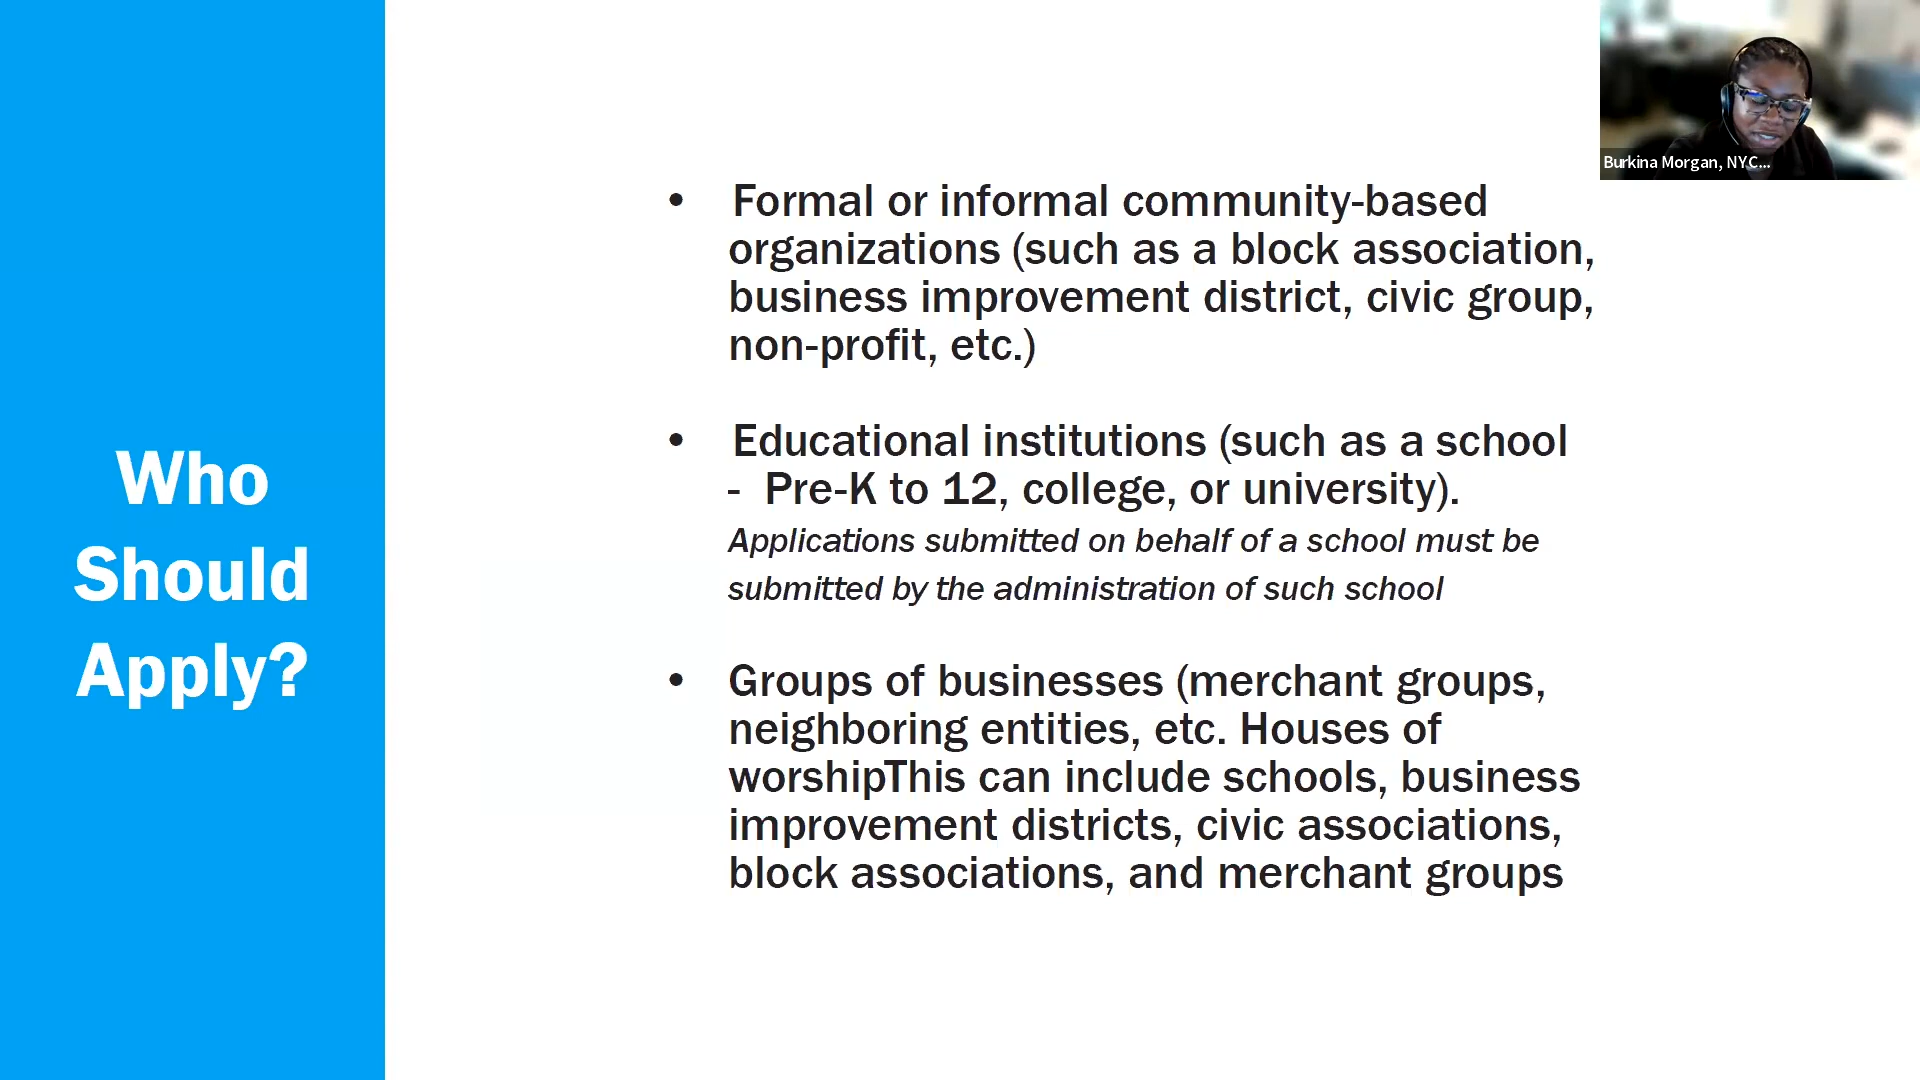 Who
Should
Apply?
• Formal or informal community-based
organizations (such as a block association,
business improvement district, civic group,
non-profit, etc.)
• Educational institutions (such as a school
- Pre-K to 12, college, or university).
Applications submitted on behalf of a school must be
submitted by the administration of such school
• Groups of businesses (merchant groups,
neighboring entities, etc. Houses of
worshipThis can include schools, business
improvement districts, civic associations,
block associations, and merchant groups
Burkina Morgan, NYC...